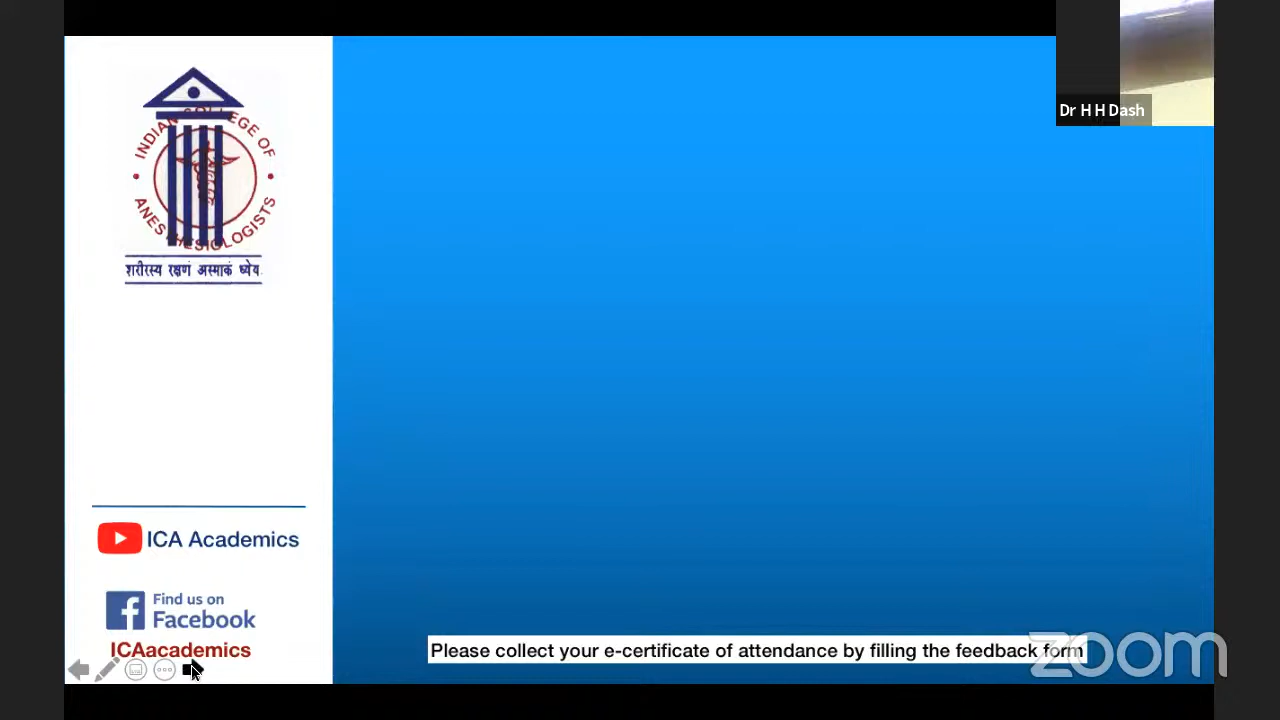 Dr H H Dash
INDIAN COLLEGE OF
ANESTHESIOLOGISTS
शरीरस्य रक्षणं अस्माकं ध्येय
ICA Academics
Find us on
Facebook
ICAacademics
Please collect your e-certificate of attendance by filling the feedback form
zoom